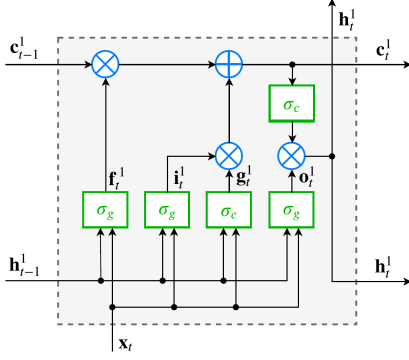 h_t^1
c_{t-1}^1 c_t^1
σ_c
f_t^1 i_t^1 g_t^1 o_t^1
σ_g σ_g σ_c σ_g
h_{t-1}^1 h_t^1
x_t